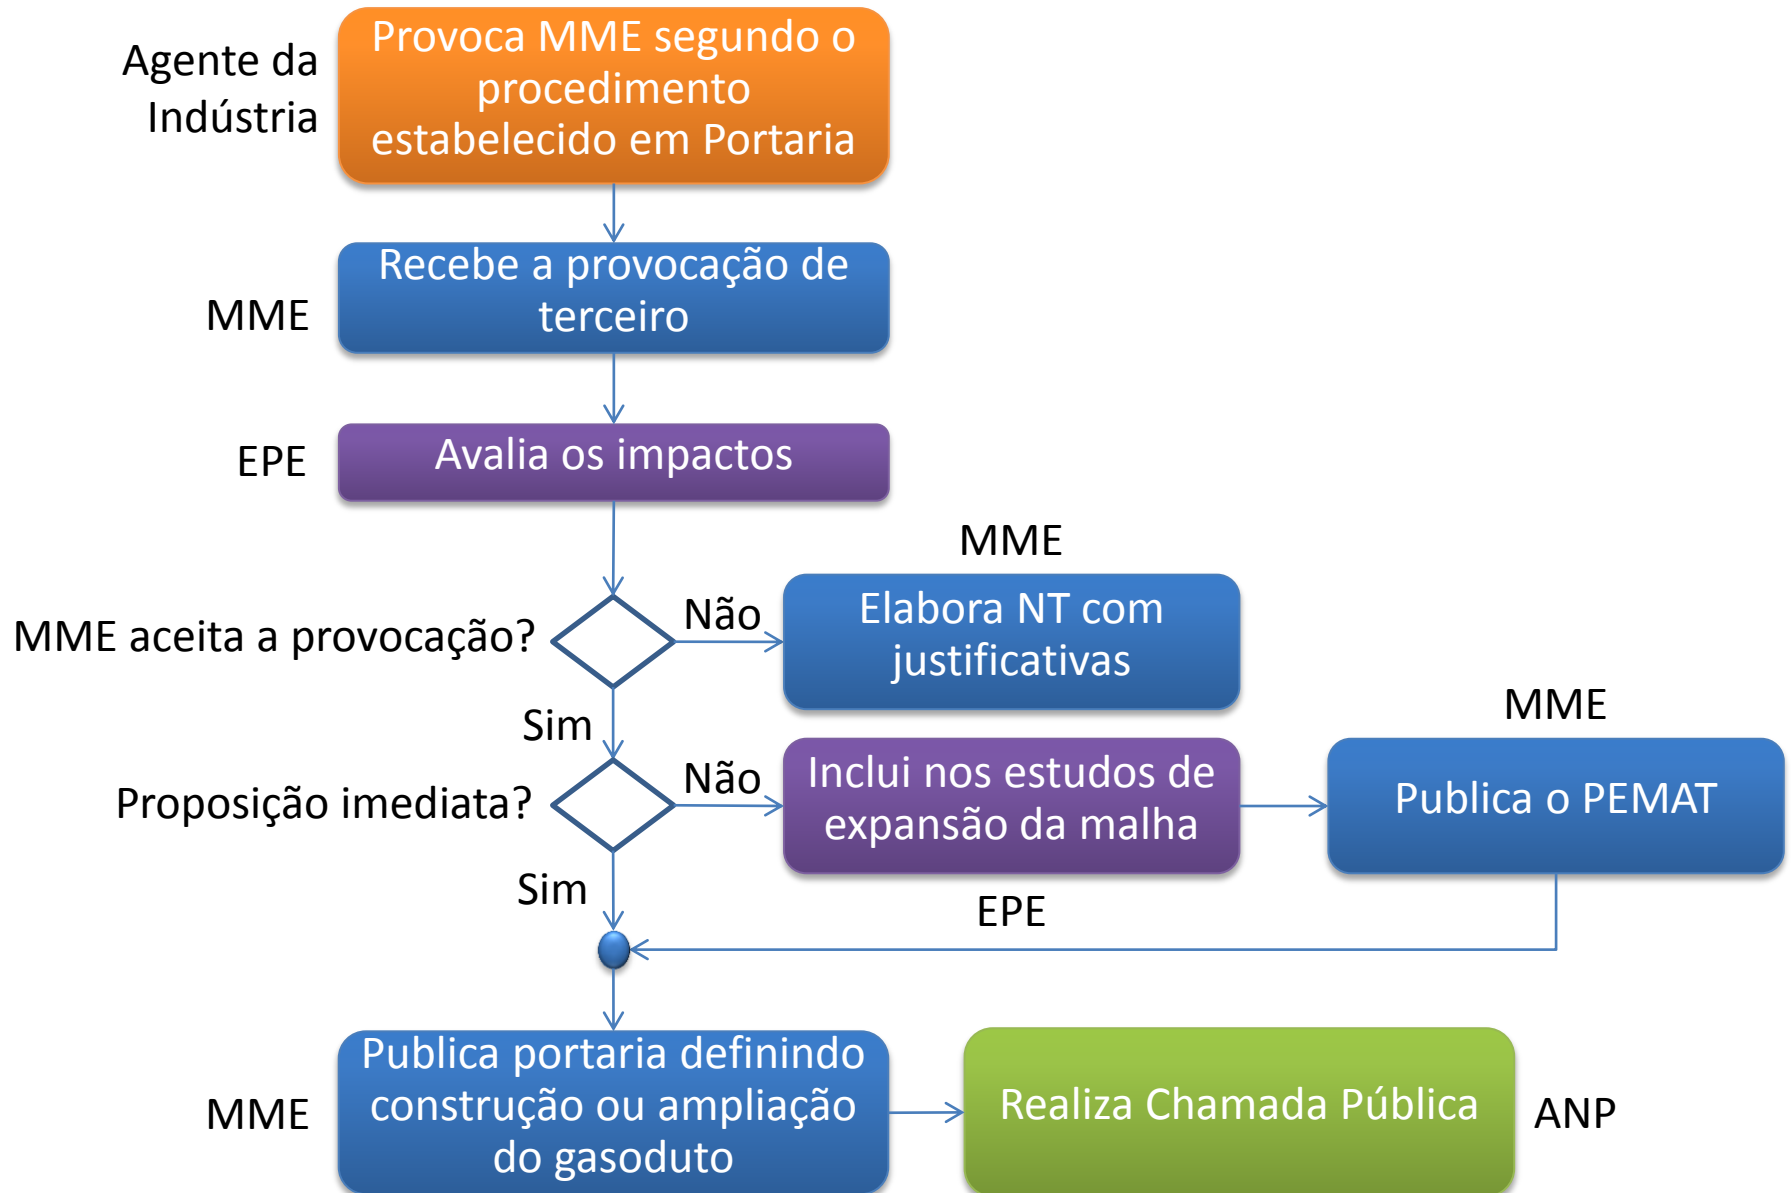 Agente da
Indústria
Provoca MME segundo o
procedimento
estabelecido em Portaria
MME
Recebe a provocação de
terceiro
EPE
Avalia os impactos
MME aceita a provocação?
Não
MME
Elabora NT com
justificativas
Sim
Proposição imediata?
Não
Inclui nos estudos de
expansão da malha
EPE
MME
Publica o PEMAT
Sim
MME
Publica portaria definindo
construção ou ampliação
do gasoduto
Realiza Chamada Pública
ANP